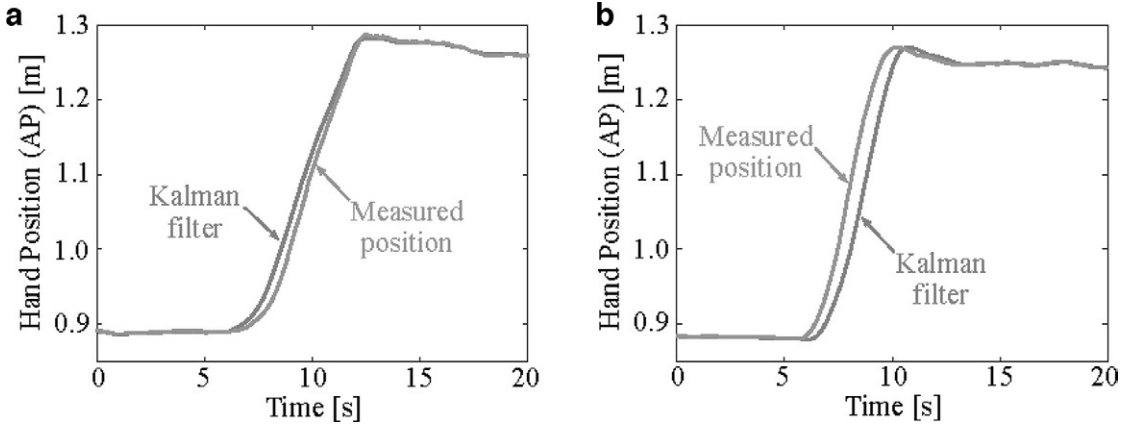 a
1.3
1.2
1.1
1.0
0.9
Hand Position (AP) [m]
Kalman
filter
Measured
position
0
5
10
15
20
Time [s]
b
1.3
1.2
1.1
1.0
0.9
Hand Position (AP) [m]
Measured
position
Kalman
filter
0
5
10
15
20
Time [s]